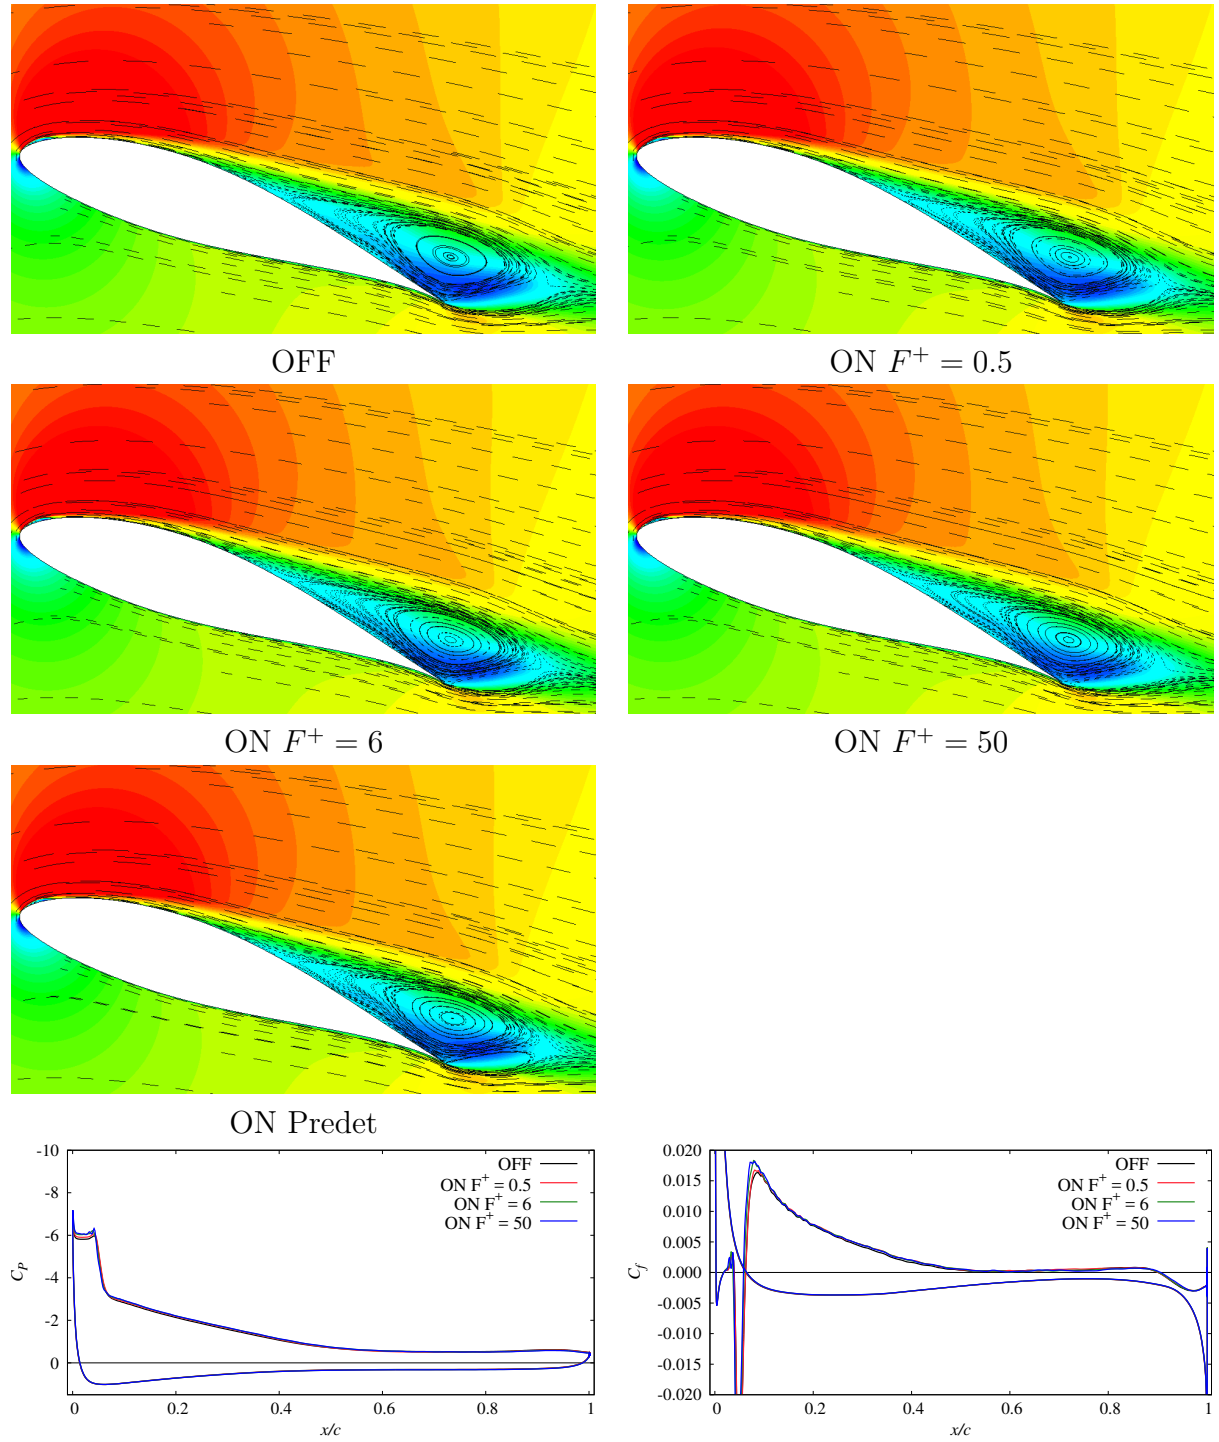 OFF
ON F⁺ = 0.5
ON F⁺ = 6
ON F⁺ = 50
ON Predet
-10
-8
-6
-4
-2
0
C_P
0
0.2
0.4
0.6
0.8
1
x/c
OFF
ON F⁺ = 0.5
ON F⁺ = 6
ON F⁺ = 50
0.020
0.015
0.010
0.005
0.000
-0.005
-0.010
-0.015
-0.020
C_f
0
0.2
0.4
0.6
0.8
1
x/c
OFF
ON F⁺ = 0.5
ON F⁺ = 6
ON F⁺ = 50